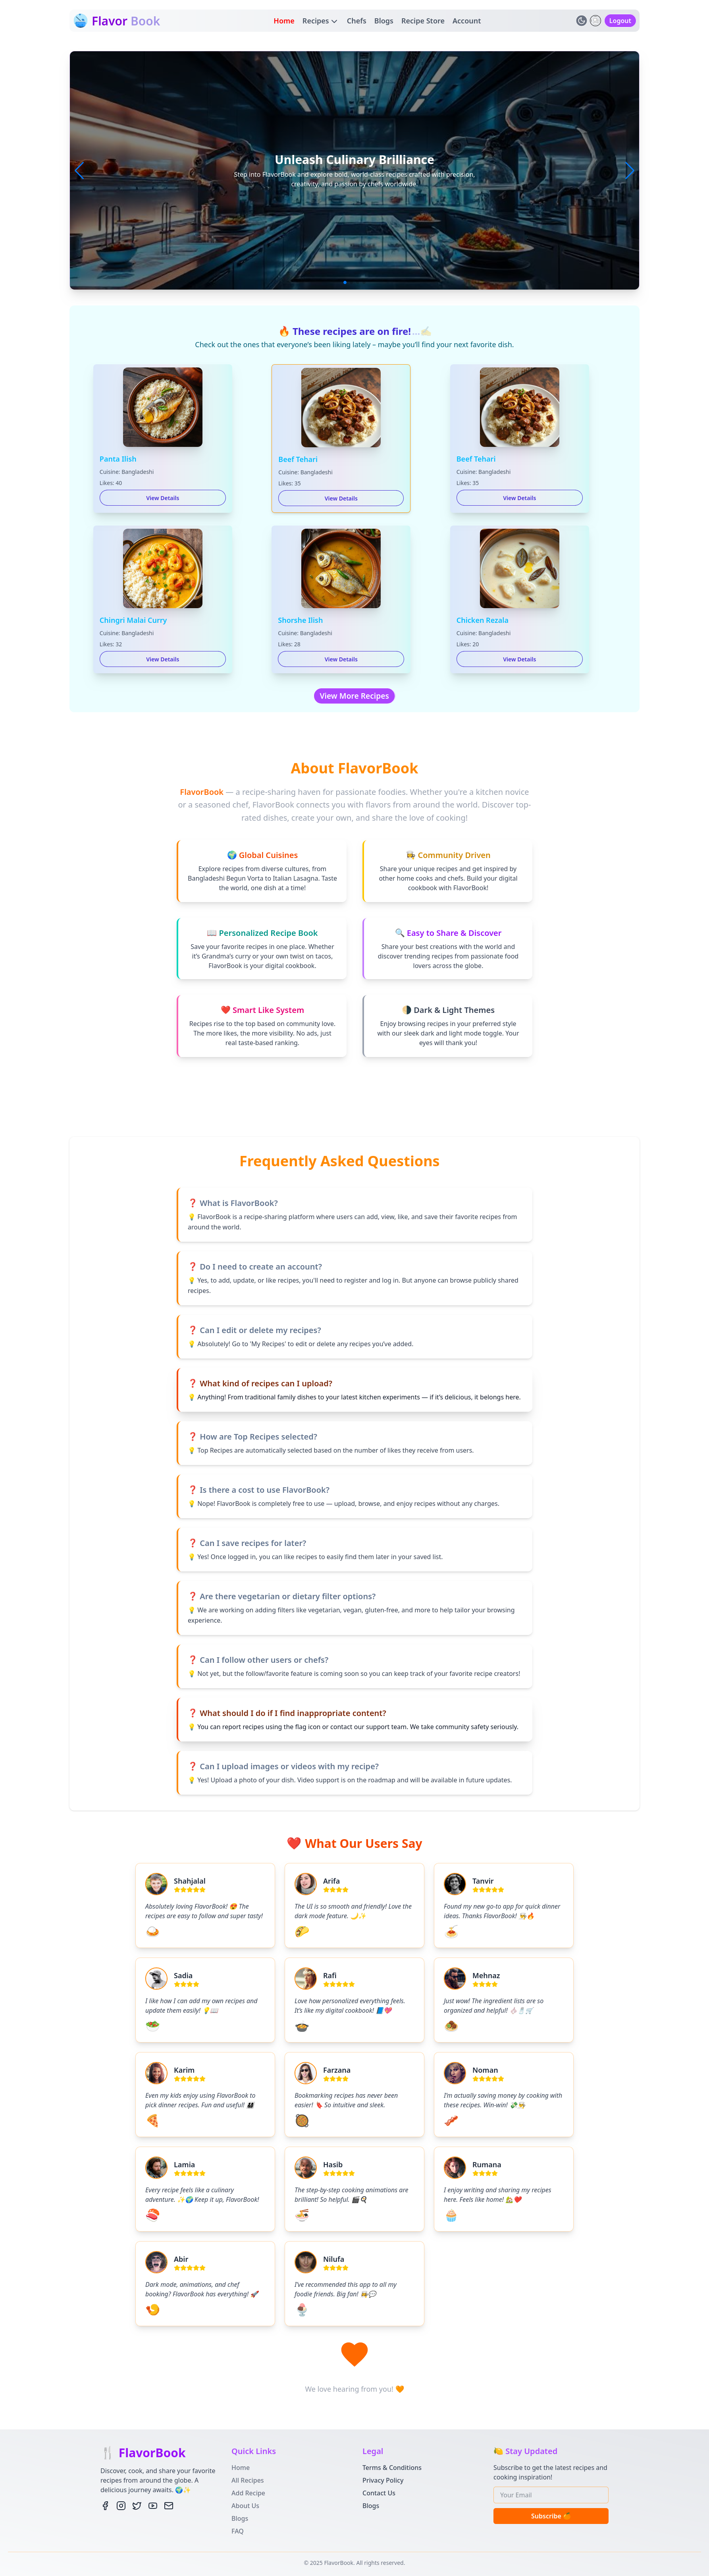 Flavor Book
Home Recipes Chefs Blogs Recipe Store Account
Logout
Unleash Culinary Brilliance
Step into FlavorBook and explore bold, world-class recipes crafted with precision,
creativity, and passion by chefs worldwide.
🔥 These recipes are on fire!...✍🏻
Check out the ones that everyone's been liking lately – maybe you'll find your next favorite dish.
Panta Ilish
Cuisine: Bangladeshi
Likes: 40
View Details
Beef Tehari
Cuisine: Bangladeshi
Likes: 35
View Details
Beef Tehari
Cuisine: Bangladeshi
Likes: 35
View Details
Chingri Malai Curry
Cuisine: Bangladeshi
Likes: 32
View Details
Shorshe Ilish
Cuisine: Bangladeshi
Likes: 28
View Details
Chicken Rezala
Cuisine: Bangladeshi
Likes: 20
View Details
View More Recipes
About FlavorBook
FlavorBook — a recipe-sharing haven for passionate foodies. Whether you're a kitchen novice
or a seasoned chef, FlavorBook connects you with flavors from around the world. Discover top-
rated dishes, create your own, and share the love of cooking!
🌍 Global Cuisines
Explore recipes from diverse cultures, from
Bangladeshi Begun Vorta to Italian Lasagna. Taste
the world, one dish at a time!
👩‍🍳 Community Driven
Share your unique recipes and get inspired by
other home cooks and chefs. Build your digital
cookbook with FlavorBook!
📖 Personalized Recipe Book
Save your favorite recipes in one place. Whether
it's Grandma's curry or your own twist on tacos,
FlavorBook is your digital cookbook.
🔍 Easy to Share & Discover
Share your best creations with the world and
discover trending recipes from passionate food
lovers across the globe.
❤️ Smart Like System
Recipes rise to the top based on community love.
The more likes, the more visibility. No ads, just
real taste-based ranking.
🌗 Dark & Light Themes
Enjoy browsing recipes in your preferred style
with our sleek dark and light mode toggle. Your
eyes will thank you!
Frequently Asked Questions
❓ What is FlavorBook?
💡 FlavorBook is a recipe-sharing platform where users can add, view, like, and save their favorite recipes from
around the world.
❓ Do I need to create an account?
💡 Yes, to add, update, or like recipes, you'll need to register and log in. But anyone can browse publicly shared
recipes.
❓ Can I edit or delete my recipes?
💡 Absolutely! Go to 'My Recipes' to edit or delete any recipes you've added.
❓ What kind of recipes can I upload?
💡 Anything! From traditional family dishes to your latest kitchen experiments — if it's delicious, it belongs here.
❓ How are Top Recipes selected?
💡 Top Recipes are automatically selected based on the number of likes they receive from users.
❓ Is there a cost to use FlavorBook?
💡 Nope! FlavorBook is completely free to use — upload, browse, and enjoy recipes without any charges.
❓ Can I save recipes for later?
💡 Yes! Once logged in, you can like recipes to easily find them later in your saved list.
❓ Are there vegetarian or dietary filter options?
💡 We are working on adding filters like vegetarian, vegan, gluten-free, and more to help tailor your browsing
experience.
❓ Can I follow other users or chefs?
💡 Not yet, but the follow/favorite feature is coming soon so you can keep track of your favorite recipe creators!
❓ What should I do if I find inappropriate content?
💡 You can report recipes using the flag icon or contact our support team. We take community safety seriously.
❓ Can I upload images or videos with my recipe?
💡 Yes! Upload a photo of your dish. Video support is on the roadmap and will be available in future updates.
❤️ What Our Users Say
Shahjalal
Absolutely loving FlavorBook! 😍 The
recipes are easy to follow and super tasty!
Arifa
The UI is so smooth and friendly! Love the
dark mode feature. 🌙✨
Tanvir
Found my new go-to app for quick dinner
ideas. Thanks FlavorBook! 👨‍🍳🔥
Sadia
I like how I can add my own recipes and
update them easily! 💡📖
Rafi
Love how personalized everything feels.
It's like my digital cookbook! 📘💖
Mehnaz
Just wow! The ingredient lists are so
organized and helpful! 🧄🧂🛒
Karim
Even my kids enjoy using FlavorBook to
pick dinner recipes. Fun and useful! 👨‍👩‍👧‍👦
Farzana
Bookmarking recipes has never been
easier! 🔖 So intuitive and sleek.
Noman
I'm actually saving money by cooking with
these recipes. Win-win! 💸👨‍🍳
Lamia
Every recipe feels like a culinary
adventure. ✨🌍 Keep it up, FlavorBook!
Hasib
The step-by-step cooking animations are
brilliant! So helpful. 🎬🍳
Rumana
I enjoy writing and sharing my recipes
here. Feels like home! 🏡❤️
Abir
Dark mode, animations, and chef
booking? FlavorBook has everything! 🚀
Nilufa
I've recommended this app to all my
foodie friends. Big fan! 👩‍🍳💬
We love hearing from you! 🧡
🍴 FlavorBook
Discover, cook, and share your favorite
recipes from around the globe. A
delicious journey awaits. 🌍✨
Quick Links
Home
All Recipes
Add Recipe
About Us
Blogs
FAQ
Legal
Terms & Conditions
Privacy Policy
Contact Us
Blogs
🍋 Stay Updated
Subscribe to get the latest recipes and
cooking inspiration!
Your Email
Subscribe 🍊
© 2025 FlavorBook. All rights reserved.